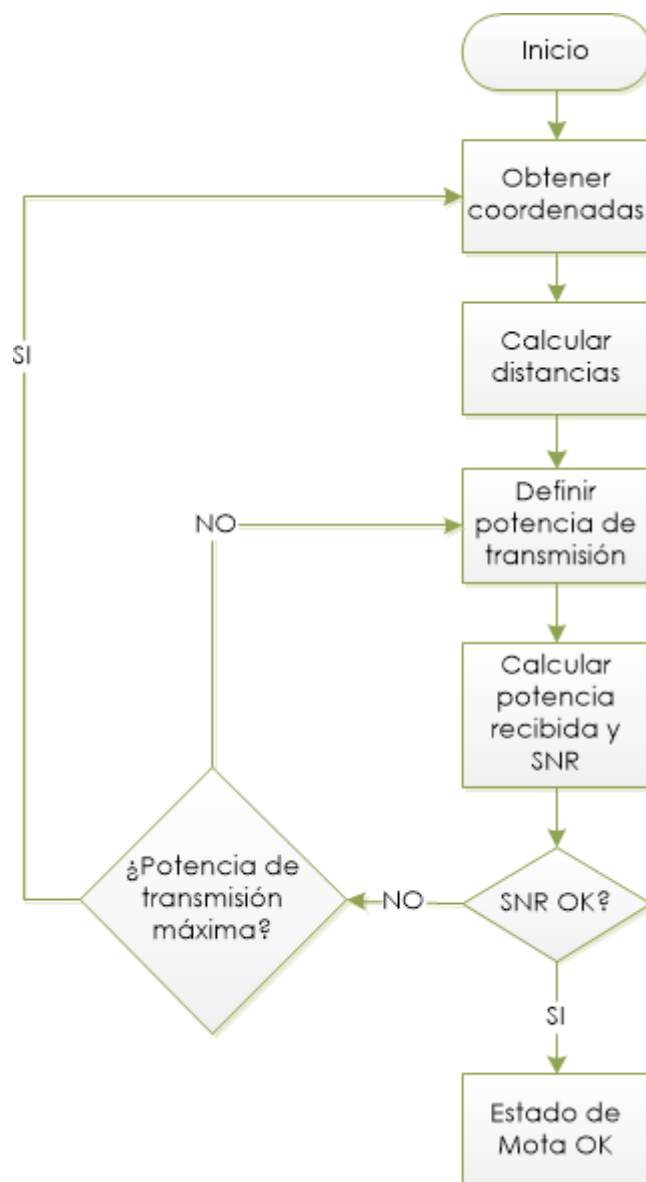 Inicio
Obtener
coordenadas
SI
Calcular
distancias
NO
Definir
potencia de
transmisión
Calcular
potencia
recibida y
SNR
¿Potencia de
transmisión
máxima?
NO
SNR OK?
SI
Estado de
Mota OK